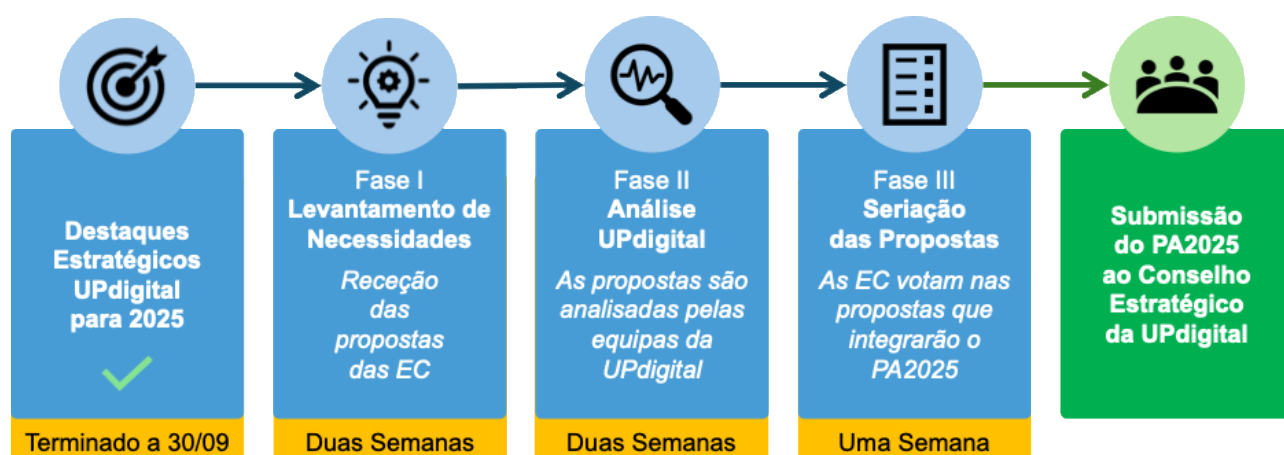 Destaques
Estratégicos
UPdigital
para 2025
Terminado a 30/09
Fase I
Levantamento de
Necessidades
Receção
das
propostas
das EC
Duas Semanas
Fase II
Análise
UPdigital
As propostas são
analisadas pelas
equipas da
UPdigital
Duas Semanas
Fase III
Seriação
das Propostas
As EC votam nas
propostas que
integrarão o
PA2025
Uma Semana
Submissão
do PA2025
ao Conselho
Estratégico
da UPdigital